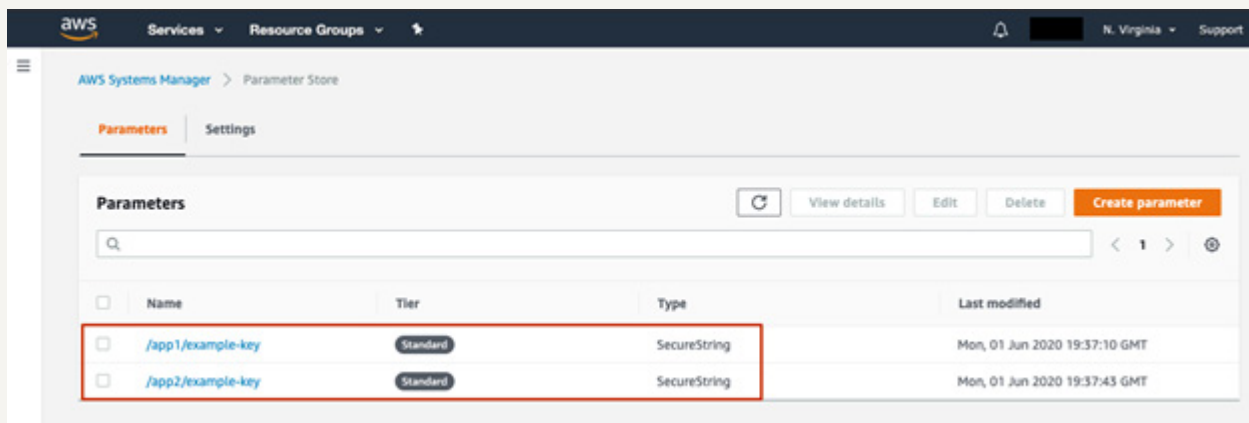 aws Services Resource Groups N. Virginia Support
AWS Systems Manager > Parameter Store
Parameters Settings
Parameters View details Edit Delete Create parameter
< 1 >
Name Tier Type Last modified
/app1/example-key Standard SecureString Mon, 01 Jun 2020 19:37:10 GMT
/app2/example-key Standard SecureString Mon, 01 Jun 2020 19:37:43 GMT